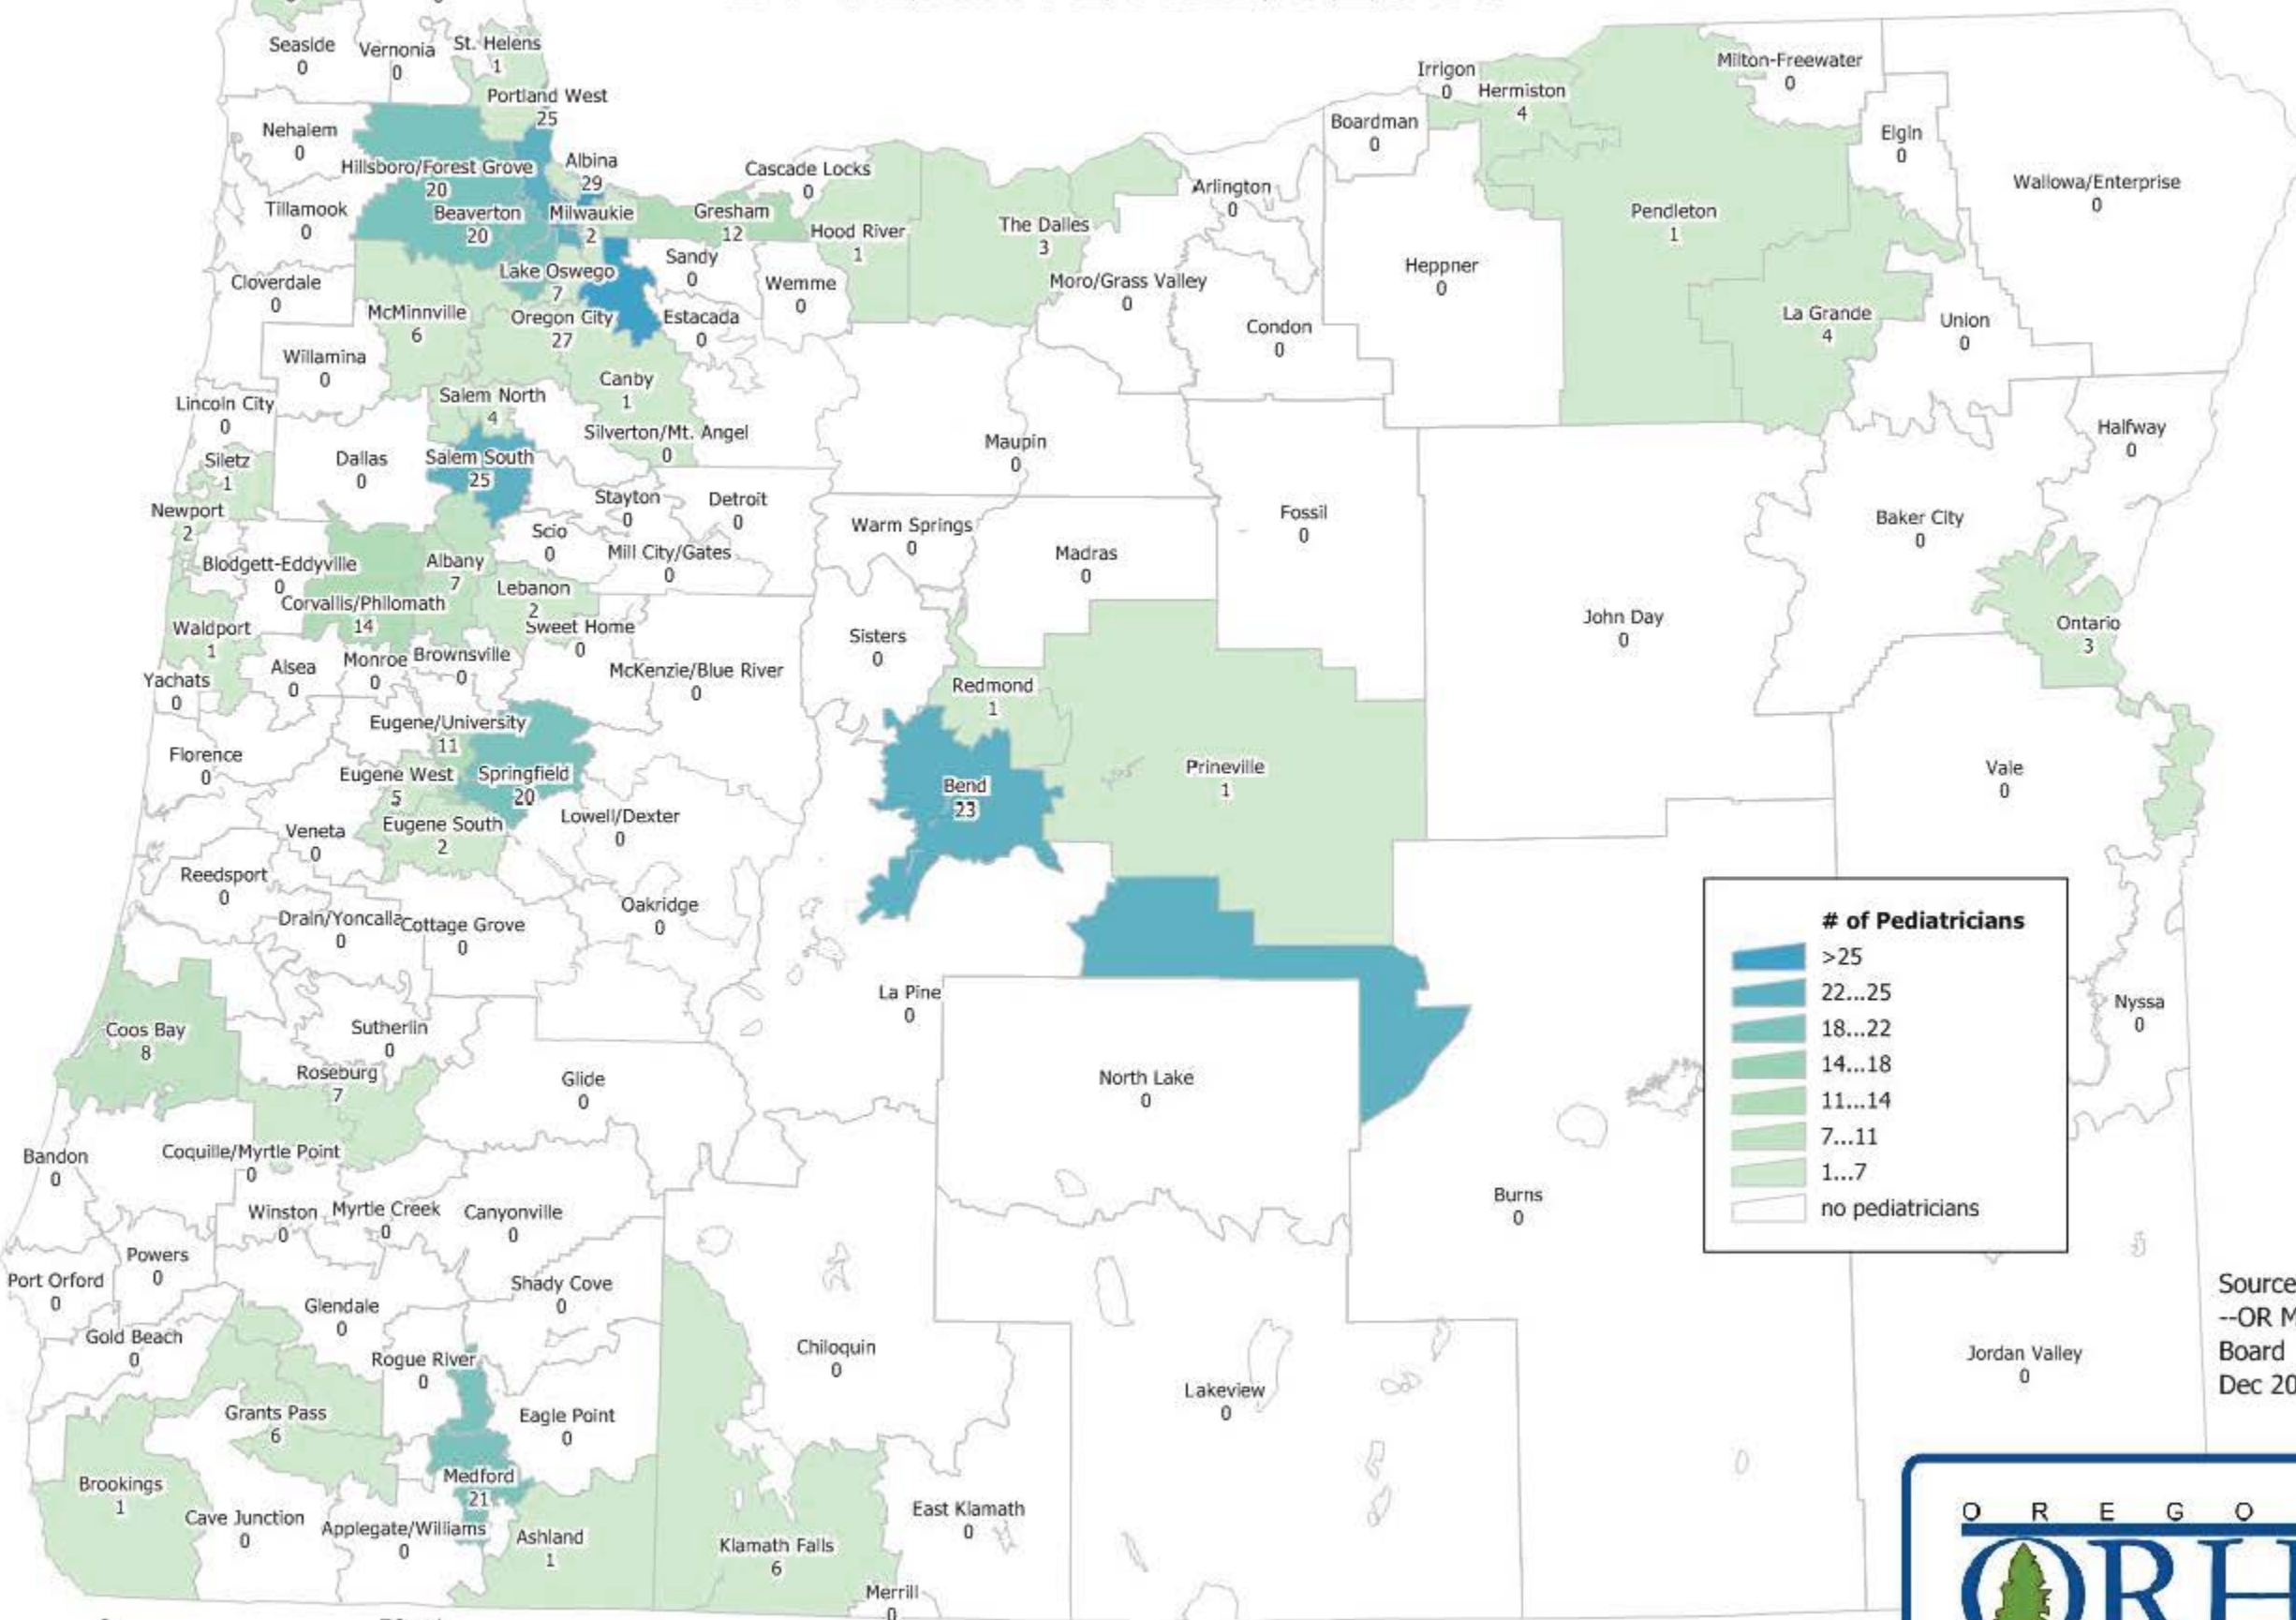 Seaside
0
Vernonia
0
St. Helens
1
Portland West
25
Nehalem
0
Hillsboro/Forest Grove
20
Albina
29
Cascade Locks
0
Tillamook
0
Beaverton
20
Milwaukie
2
Gresham
12
Hood River
1
The Dalles
3
Arlington
0
Boardman
0
Irrigon
0
Hermiston
4
Milton-Freewater
0
Elgin
0
Wallowa/Enterprise
0
Pendleton
1
Cloverdale
0
Lake Oswego
7
Sandy
0
Wemme
0
Moro/Grass Valley
0
Heppner
0
McMinnville
6
Oregon City
27
Estacada
0
Condon
0
La Grande
4
Union
0
Willamina
0
Canby
1
Lincoln City
0
Salem North
4
Silverton/Mt. Angel
0
Maupin
0
Halfway
0
Siletz
1
Dallas
0
Salem South
25
Stayton
0
Detroit
0
Newport
2
Scio
0
Mill City/Gates
0
Warm Springs
0
Madras
0
Fossil
0
Baker City
0
Blodgett-Eddyville
0
Albany
7
Lebanon
2
Corvallis/Philomath
14
Sweet Home
0
Waldport
1
Alsea
0
Monroe
0
Brownsville
0
McKenzie/Blue River
0
Sisters
0
John Day
0
Ontario
3
Yachats
0
Redmond
1
Eugene/University
11
Florence
0
Eugene West
5
Springfield
20
Bend
23
Prineville
1
Vale
0
Veneta
0
Eugene South
2
Lowell/Dexter
0
Reedsport
0
Drain/Yoncalla
0
Cottage Grove
0
Oakridge
0
# of Pediatricians
>25
22...25
18...22
14...18
11...14
7...11
1...7
no pediatricians
La Pine
0
Nyssa
0
Coos Bay
8
Sutherlin
0
Roseburg
7
Glide
0
North Lake
0
Bandon
0
Coquille/Myrtle Point
0
Winston
0
Myrtle Creek
0
Canyonville
0
Burns
0
Powers
0
Port Orford
0
Shady Cove
0
Glendale
0
Gold Beach
0
Rogue River
0
Chiloquin
0
Lakeview
0
Jordan Valley
0
Source
--OR M
Board
Dec 20
Grants Pass
6
Eagle Point
0
Brookings
1
Medford
21
Cave Junction
0
Applegate/Williams
0
Ashland
1
Klamath Falls
6
East Klamath
0
Merrill
0
O R E G O
ORH